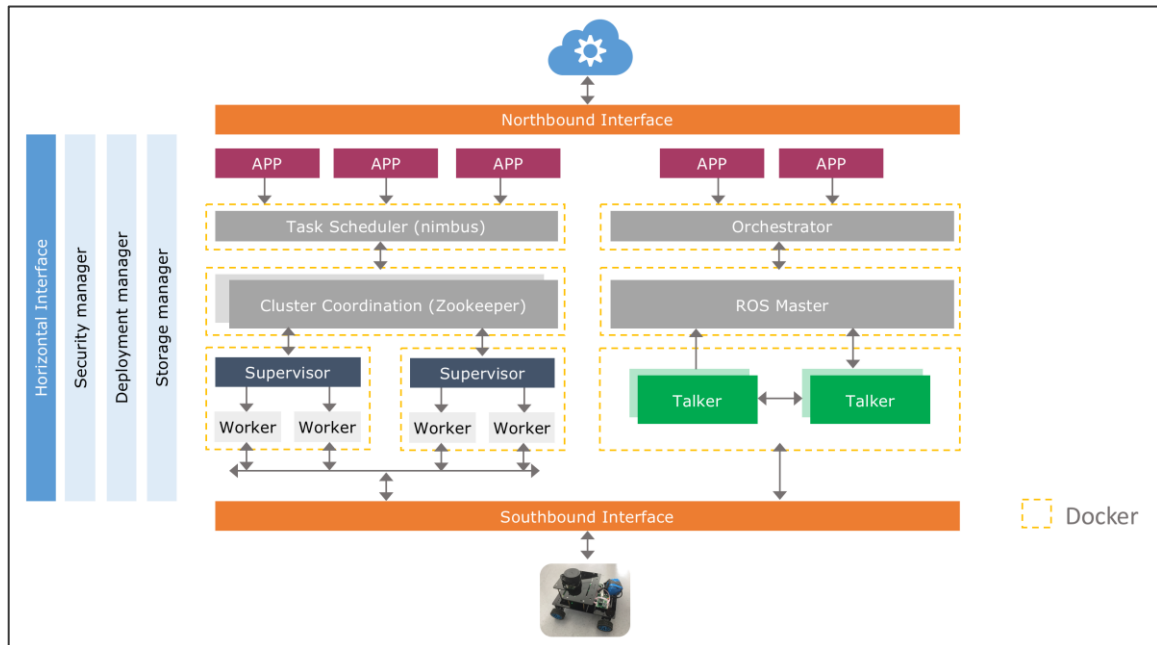 Northbound Interface
Horizontal Interface
Security manager
Deployment manager
Storage manager
APP
APP
APP
APP
APP
Task Scheduler (nimbus)
Orchestrator
Cluster Coordination (Zookeeper)
ROS Master
Supervisor
Supervisor
Talker
Talker
Worker
Worker
Worker
Worker
Southbound Interface
Docker